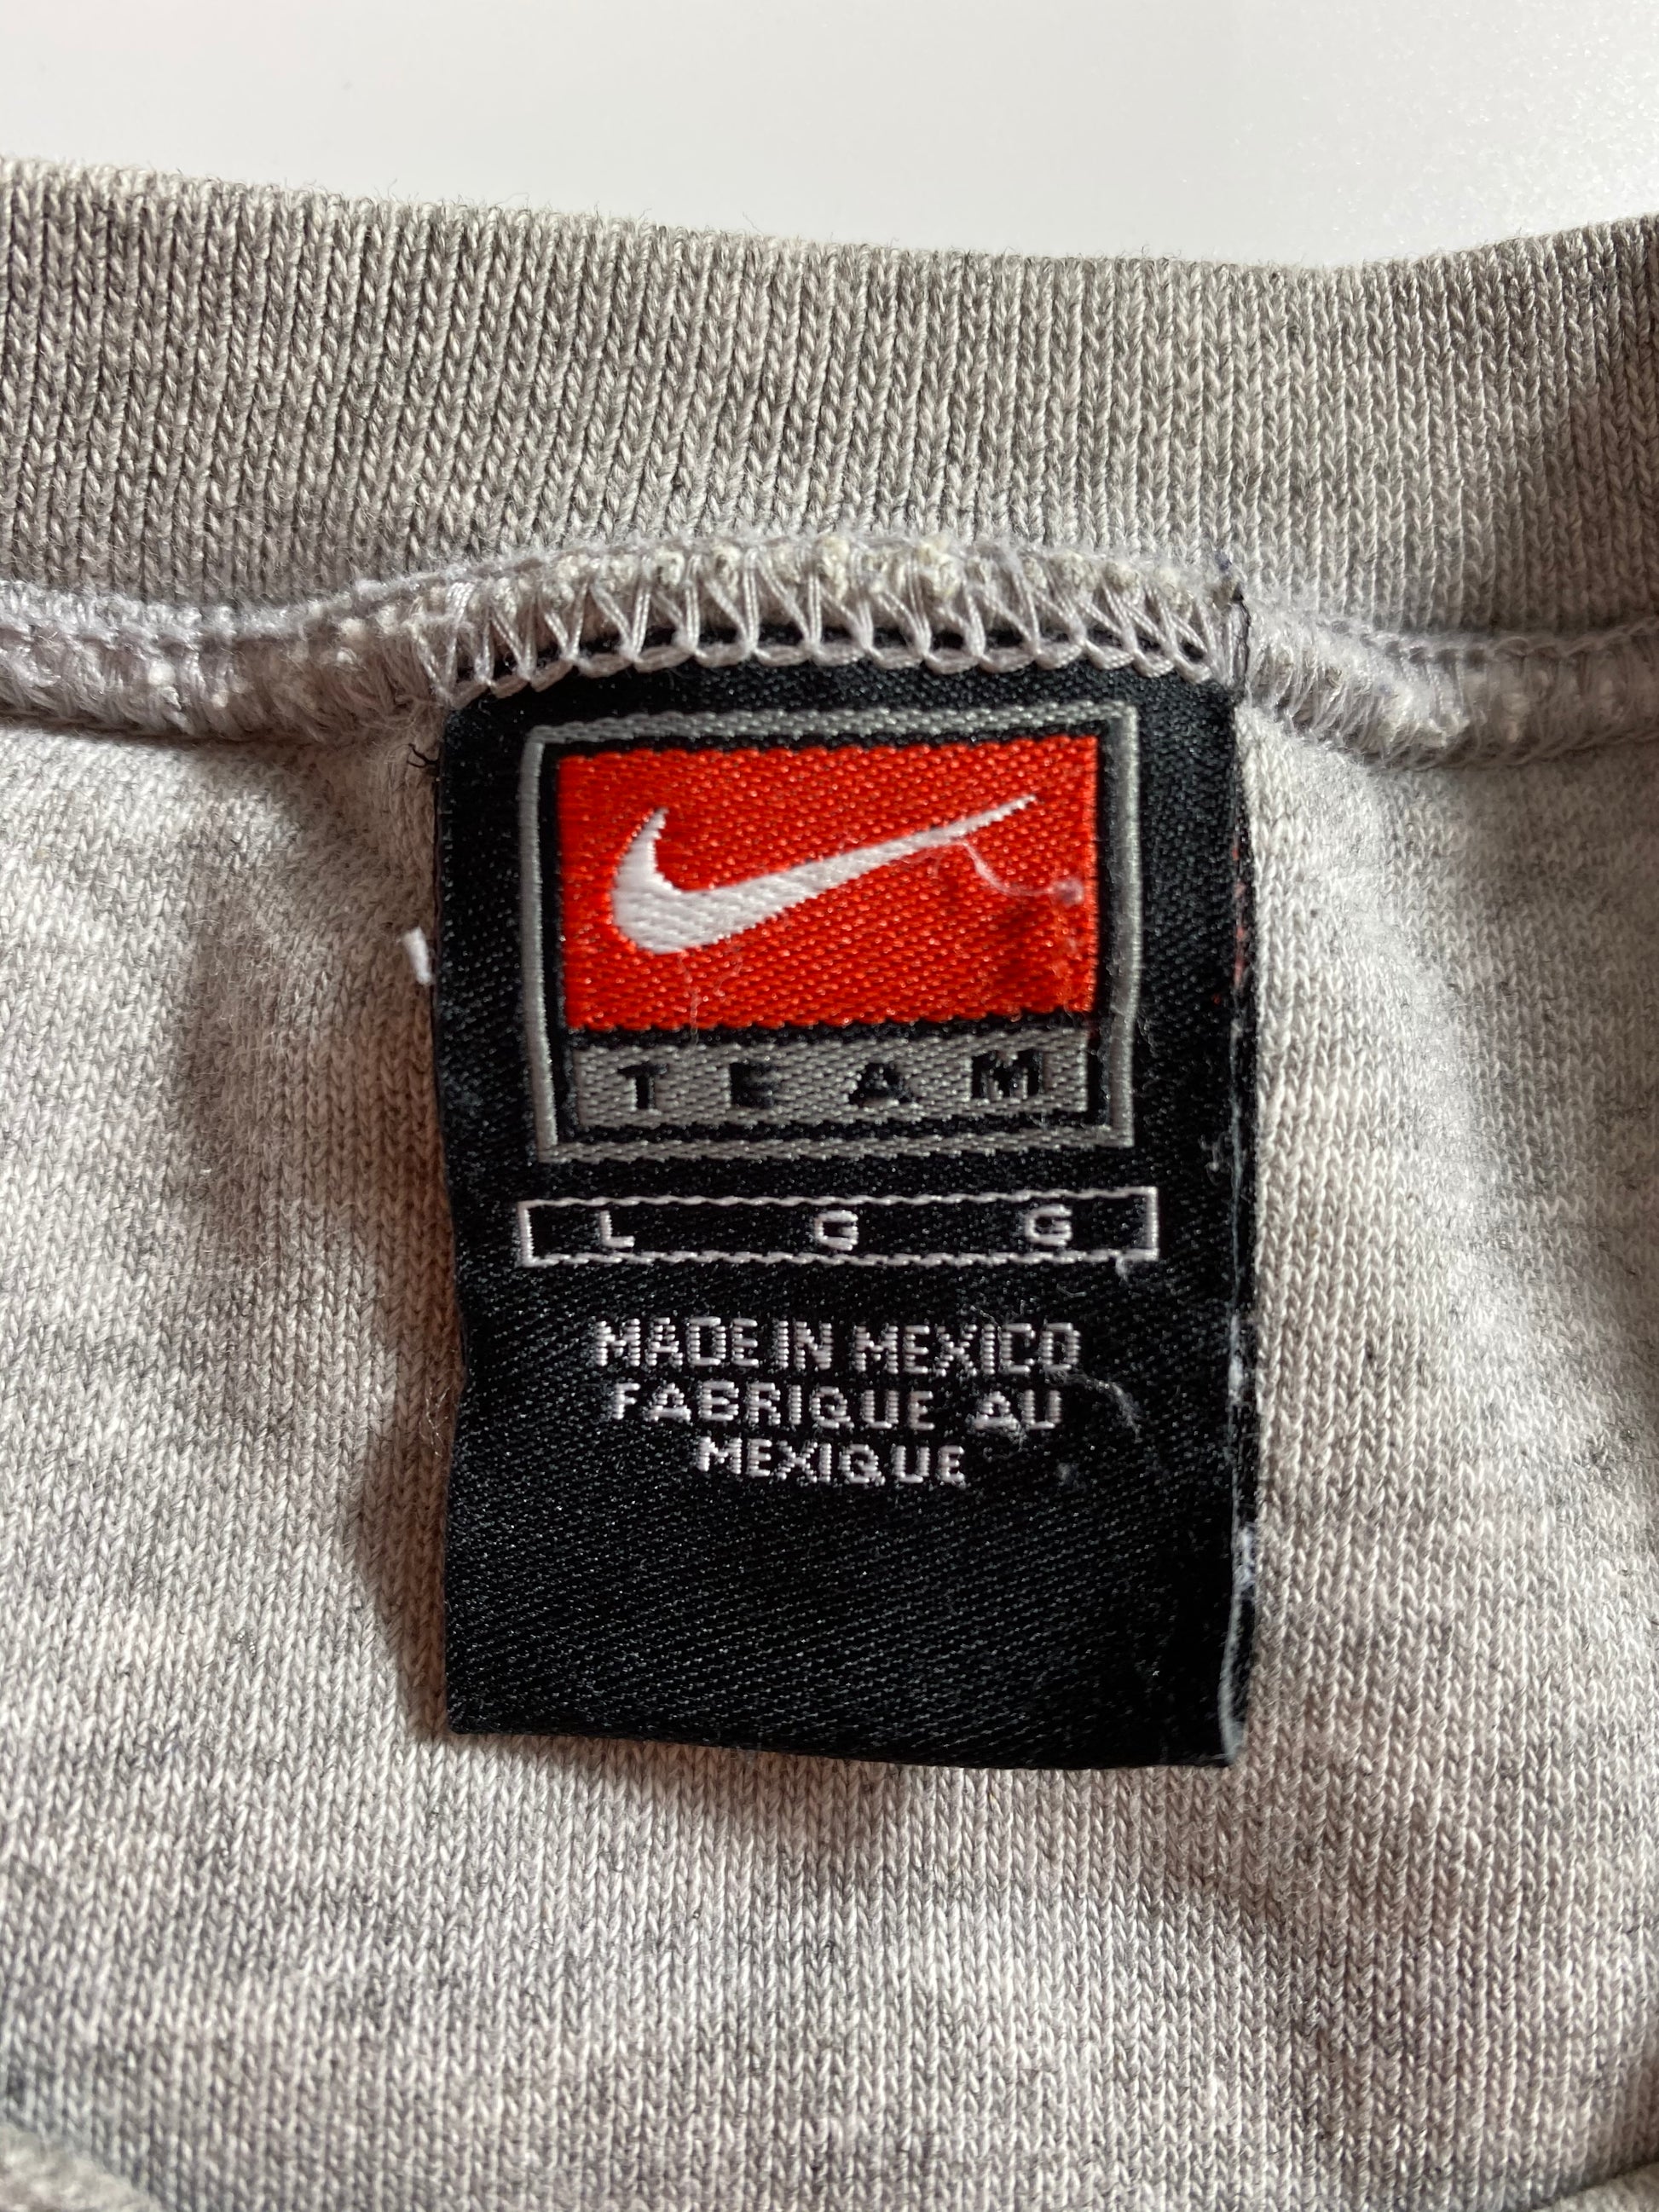 TEAM
L G G
MADE IN MEXICO
FABRIQUE AU
MEXIQUE